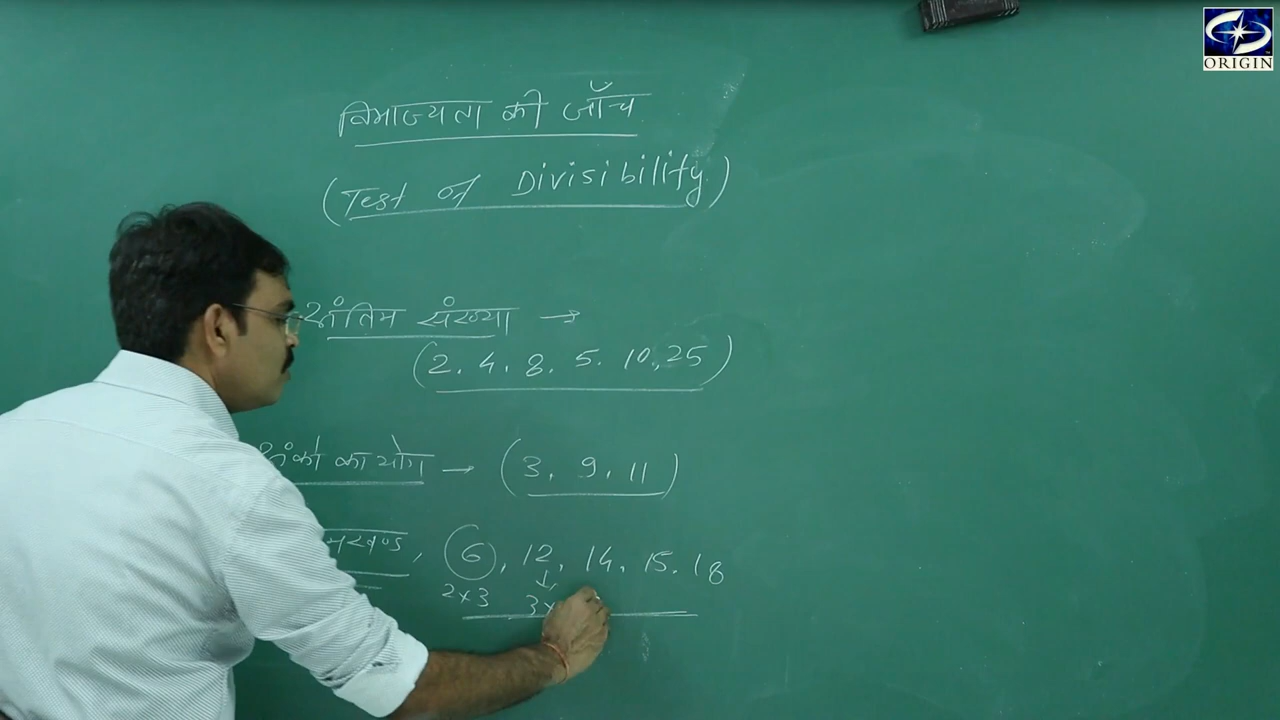 ORIGIN
विभाज्यता की जाँच
(Test of Divisibility)
अंतिम संख्या →
(2. 4. 8. 5. 10, 25)
अंकों का योग → (3, 9, 11)
, 6, 12, 14, 15. 18
2×3 3×